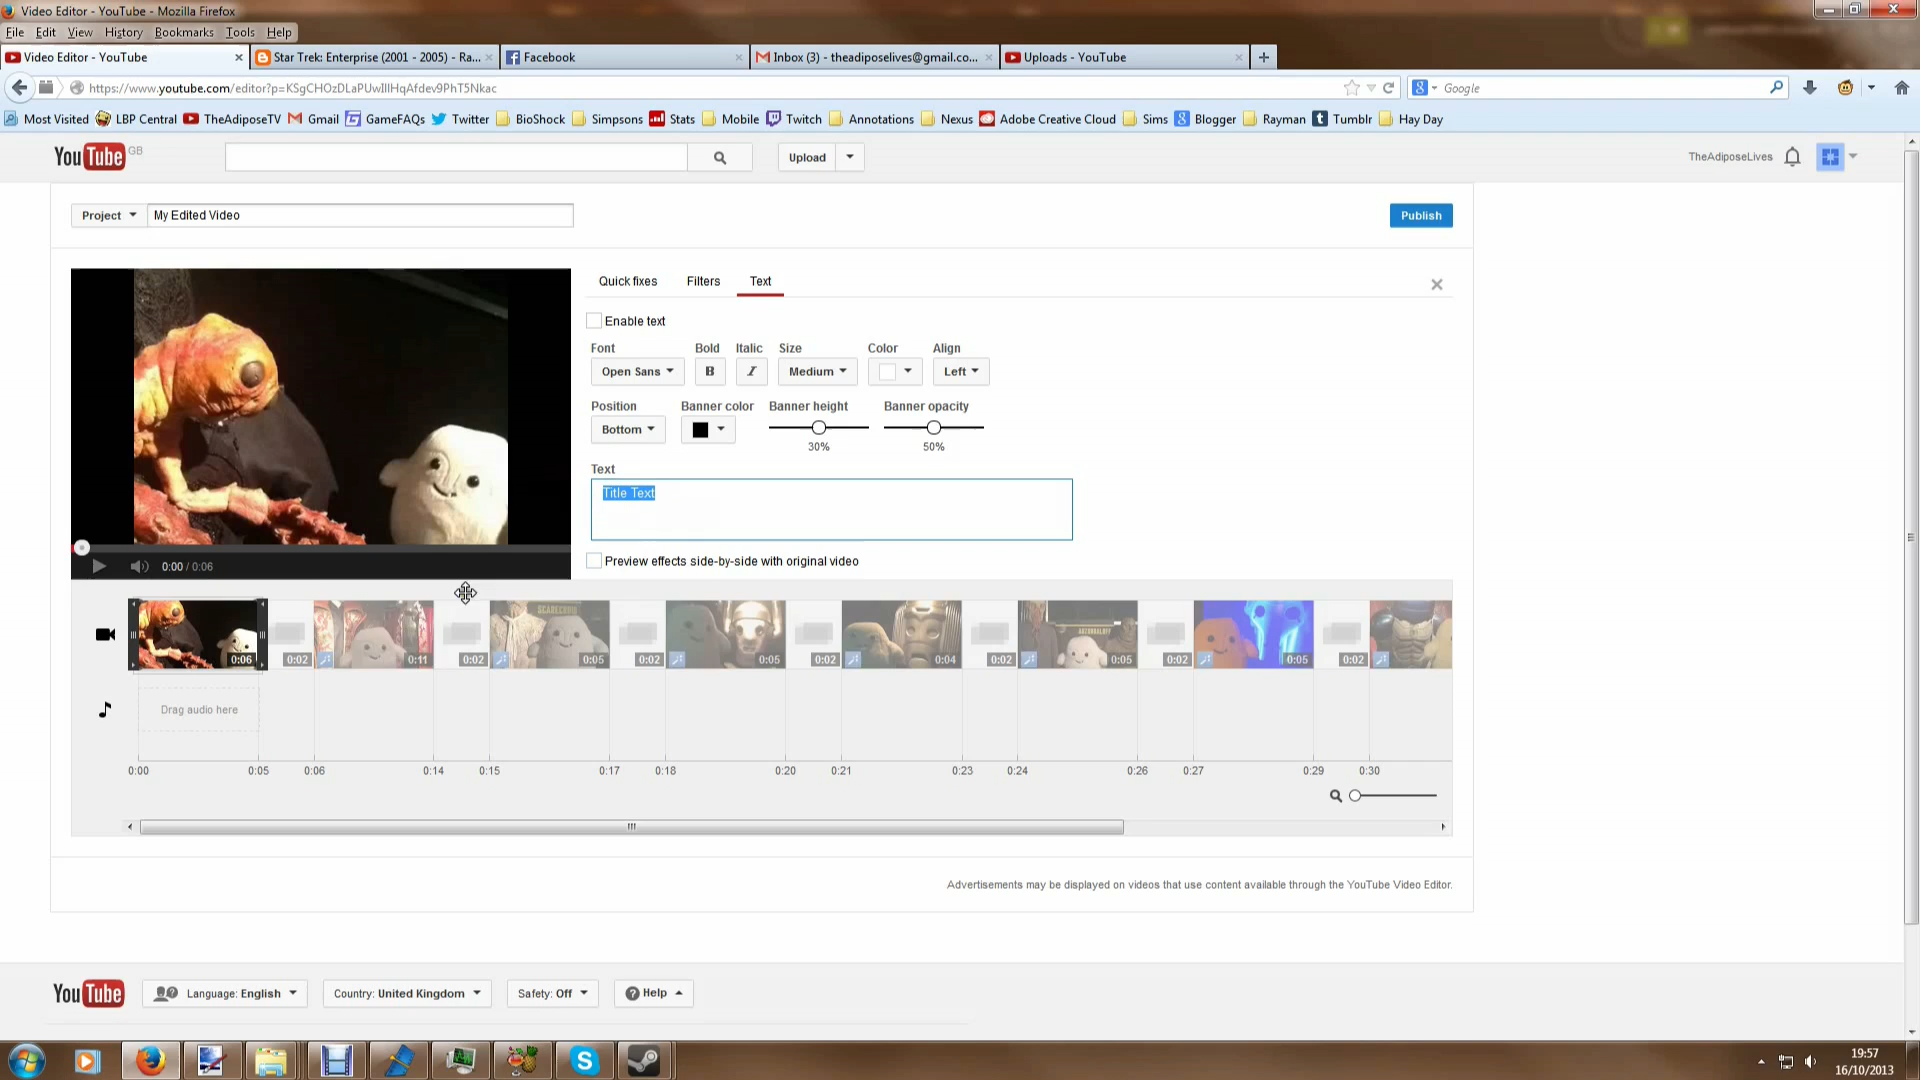 Video Editor - YouTube - Mozilla Firefox
File Edit View History Bookmarks Tools Help
Video Editor - YouTube
Star Trek: Enterprise (2001 - 2005) - Ra...
Facebook
Inbox (3) - theadiposelives@gmail.co...
Uploads - YouTube
https://www.youtube.com/editor?p=KSgCHOzDLaPUwIlIHqAfdev9PhT5Nkac
Google
Most Visited LBP Central TheAdiposeTV Gmail GameFAQs Twitter BioShock Simpsons Stats Mobile Twitch Annotations Nexus Adobe Creative Cloud Sims Blogger Rayman Tumblr Hay Day
YouTube GB
Upload
TheAdiposeLives
Project
My Edited Video
Publish
Quick fixes Filters Text
Enable text
Font Bold Italic Size Color Align
Open Sans B I Medium Left
Position Banner color Banner height Banner opacity
Bottom
30% 50%
Text
Title Text
Preview effects side-by-side with original video
0:00 / 0:06
0:06 0:02 0:11 0:02 0:05 0:02 0:05 0:02 0:04 0:02 0:05 0:02 0:05 0:02
Drag audio here
0:00 0:05 0:06 0:14 0:15 0:17 0:18 0:20 0:21 0:23 0:24 0:26 0:27 0:29 0:30
Advertisements may be displayed on videos that use content available through the YouTube Video Editor.
YouTube
Language: English
Country: United Kingdom
Safety: Off
Help
19:57
16/10/2013